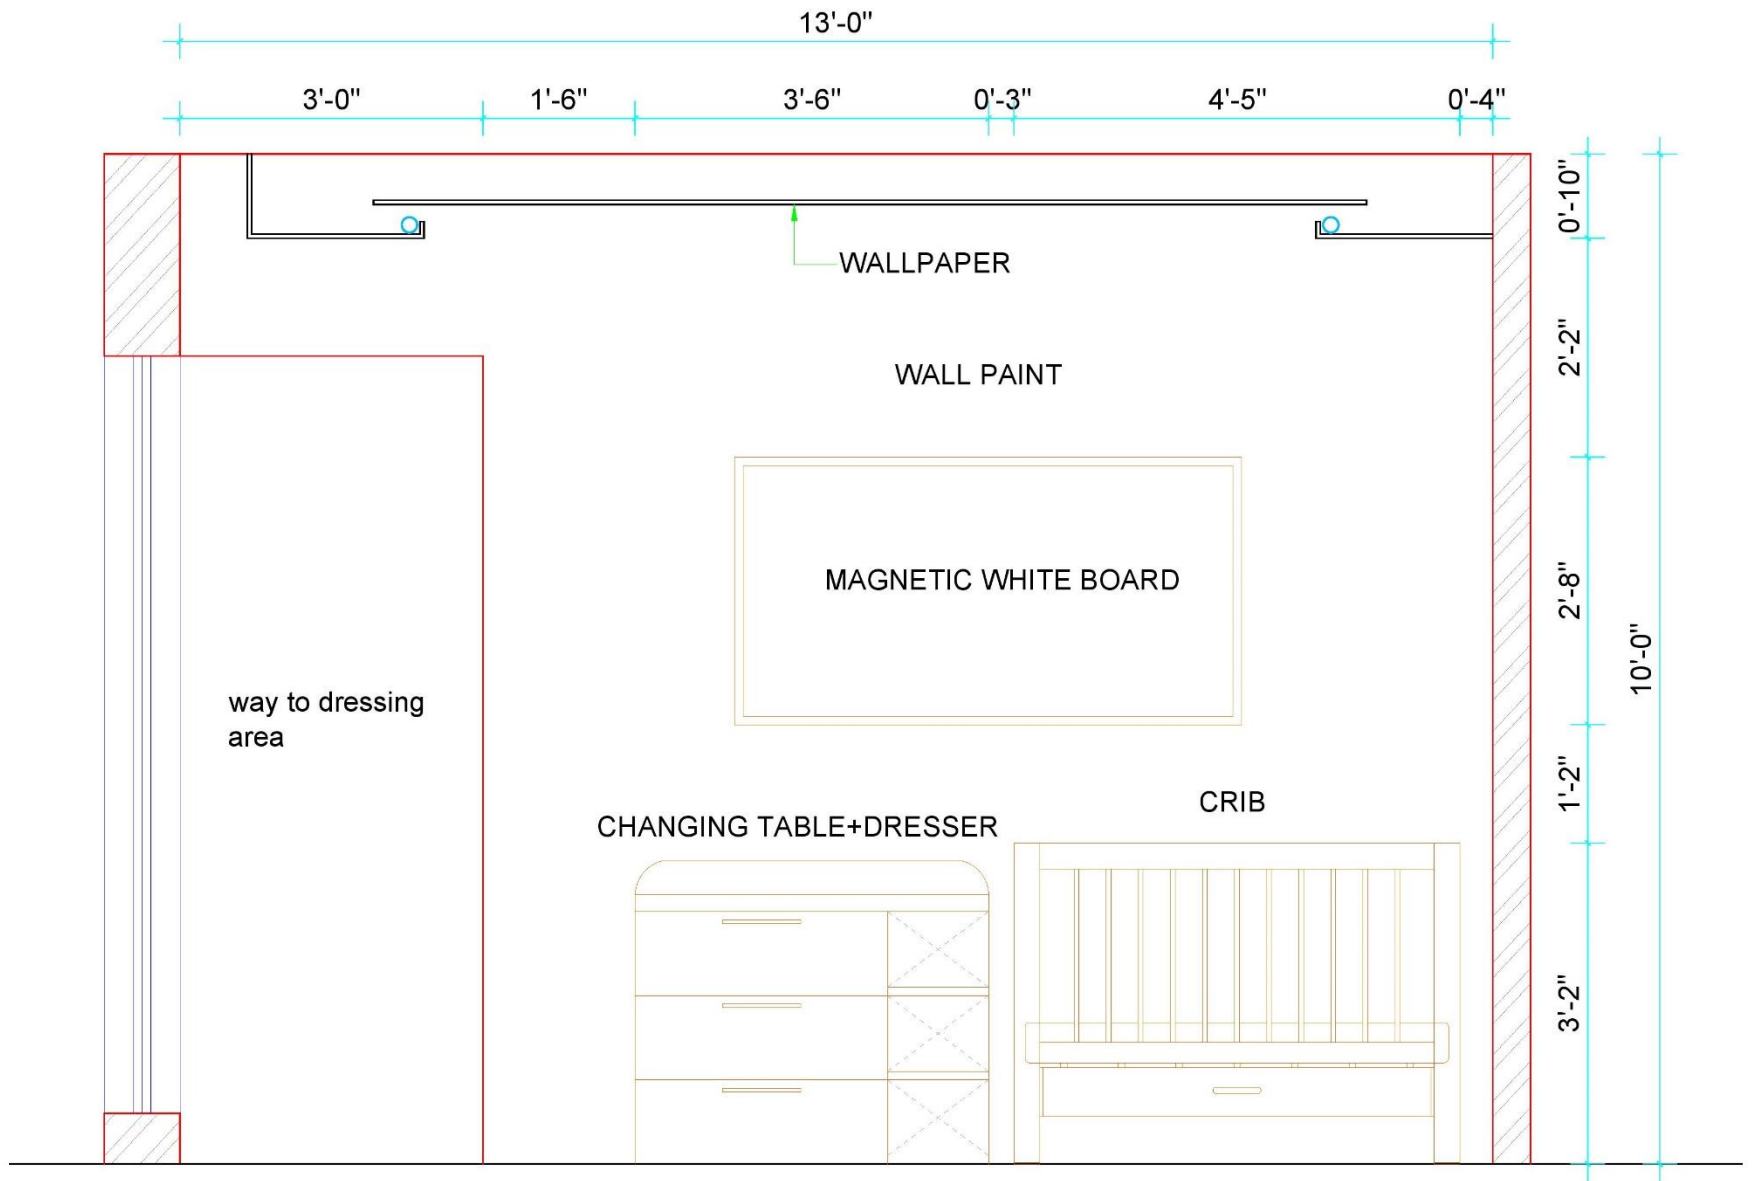 13'-0"
3'-0"
1'-6"
3'-6"
0'-3"
4'-5"
0'-4"
0'-10"
WALLPAPER
2'-2"
WALL PAINT
MAGNETIC WHITE BOARD
2'-8"
10'-0"
way to dressing
area
1'-2"
CRIB
CHANGING TABLE+DRESSER
3'-2"